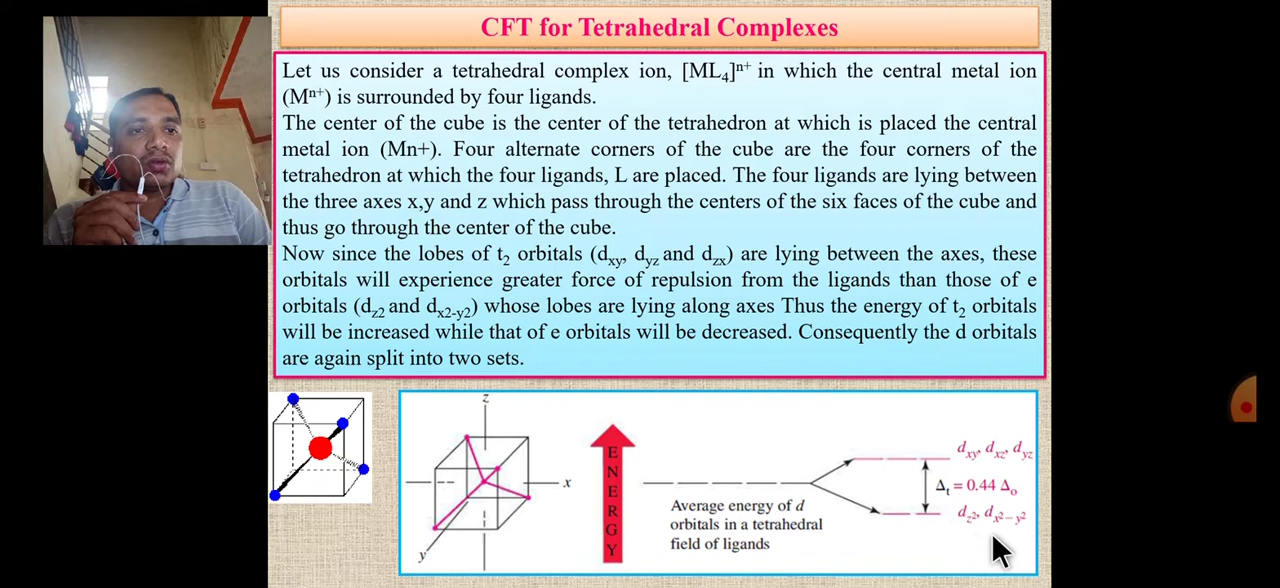 CFT for Tetrahedral Complexes
Let us consider a tetrahedral complex ion, [ML₄]ⁿ⁺ in which the central metal ion
(Mⁿ⁺) is surrounded by four ligands.
The center of the cube is the center of the tetrahedron at which is placed the central
metal ion (Mn+). Four alternate corners of the cube are the four corners of the
tetrahedron at which the four ligands, L are placed. The four ligands are lying between
the three axes x,y and z which pass through the centers of the six faces of the cube and
thus go through the center of the cube.
Now since the lobes of t₂ orbitals (dxy, dyz and dzx) are lying between the axes, these
orbitals will experience greater force of repulsion from the ligands than those of e
orbitals (dz2 and dx2-y2) whose lobes are lying along axes Thus the energy of t₂ orbitals
will be increased while that of e orbitals will be decreased. Consequently the d orbitals
are again split into two sets.
z
x
y
ENERGY
Average energy of d
orbitals in a tetrahedral
field of ligands
dxy, dxz, dyz
Δt = 0.44 Δo
dz², dx²−y²